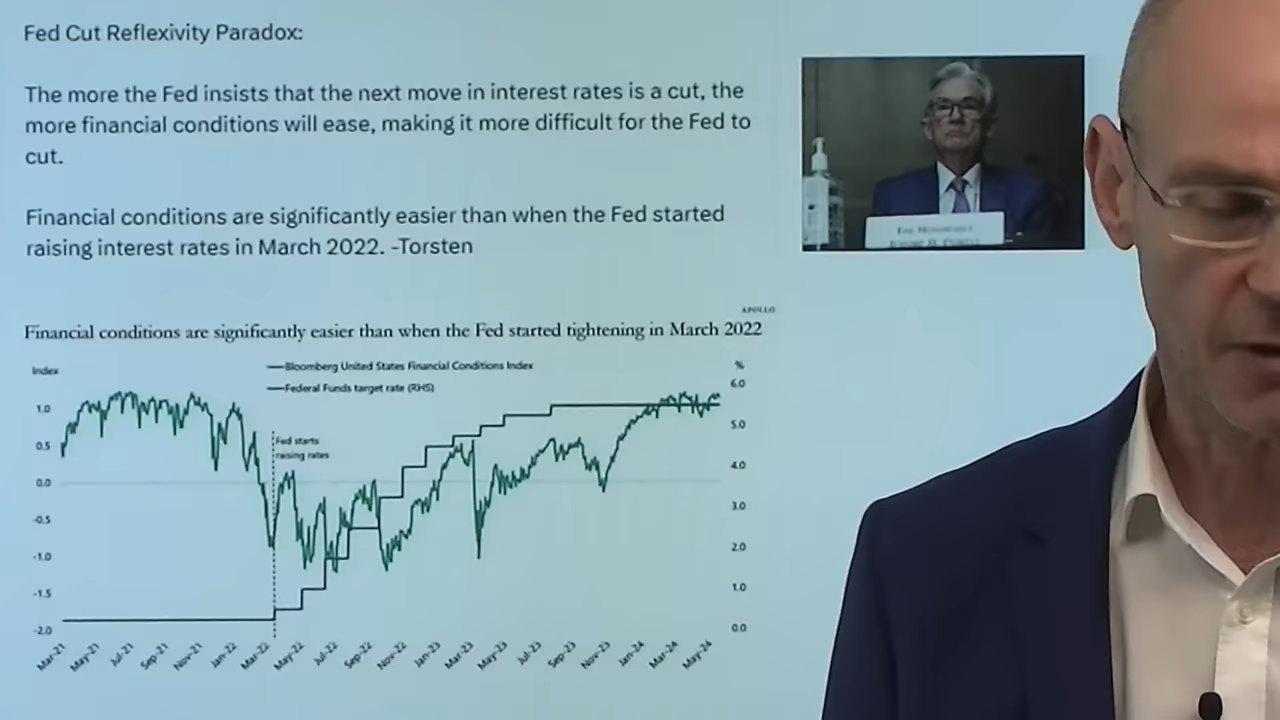 Fed Cut Reflexivity Paradox:
The more the Fed insists that the next move in interest rates is a cut, the
more financial conditions will ease, making it more difficult for the Fed to
cut.
Financial conditions are significantly easier than when the Fed started
raising interest rates in March 2022. -Torsten
APOLLO
Financial conditions are significantly easier than when the Fed started tightening in March 2022
Index
Bloomberg United States Financial Conditions Index
Federal Funds target rate (RHS)
%
6.0
1.0
5.0
0.5
Fed starts
raising rates
4.0
0.0
3.0
-0.5
2.0
-1.0
1.0
-1.5
0.0
-2.0
Mar-21 May-21 Jul-21 Sep-21 Nov-21 Jan-22 Mar-22 May-22 Jul-22 Sep-22 Nov-22 Jan-23 Mar-23 May-23 Jul-23 Sep-23 Nov-23 Jan-24 Mar-24 May-24